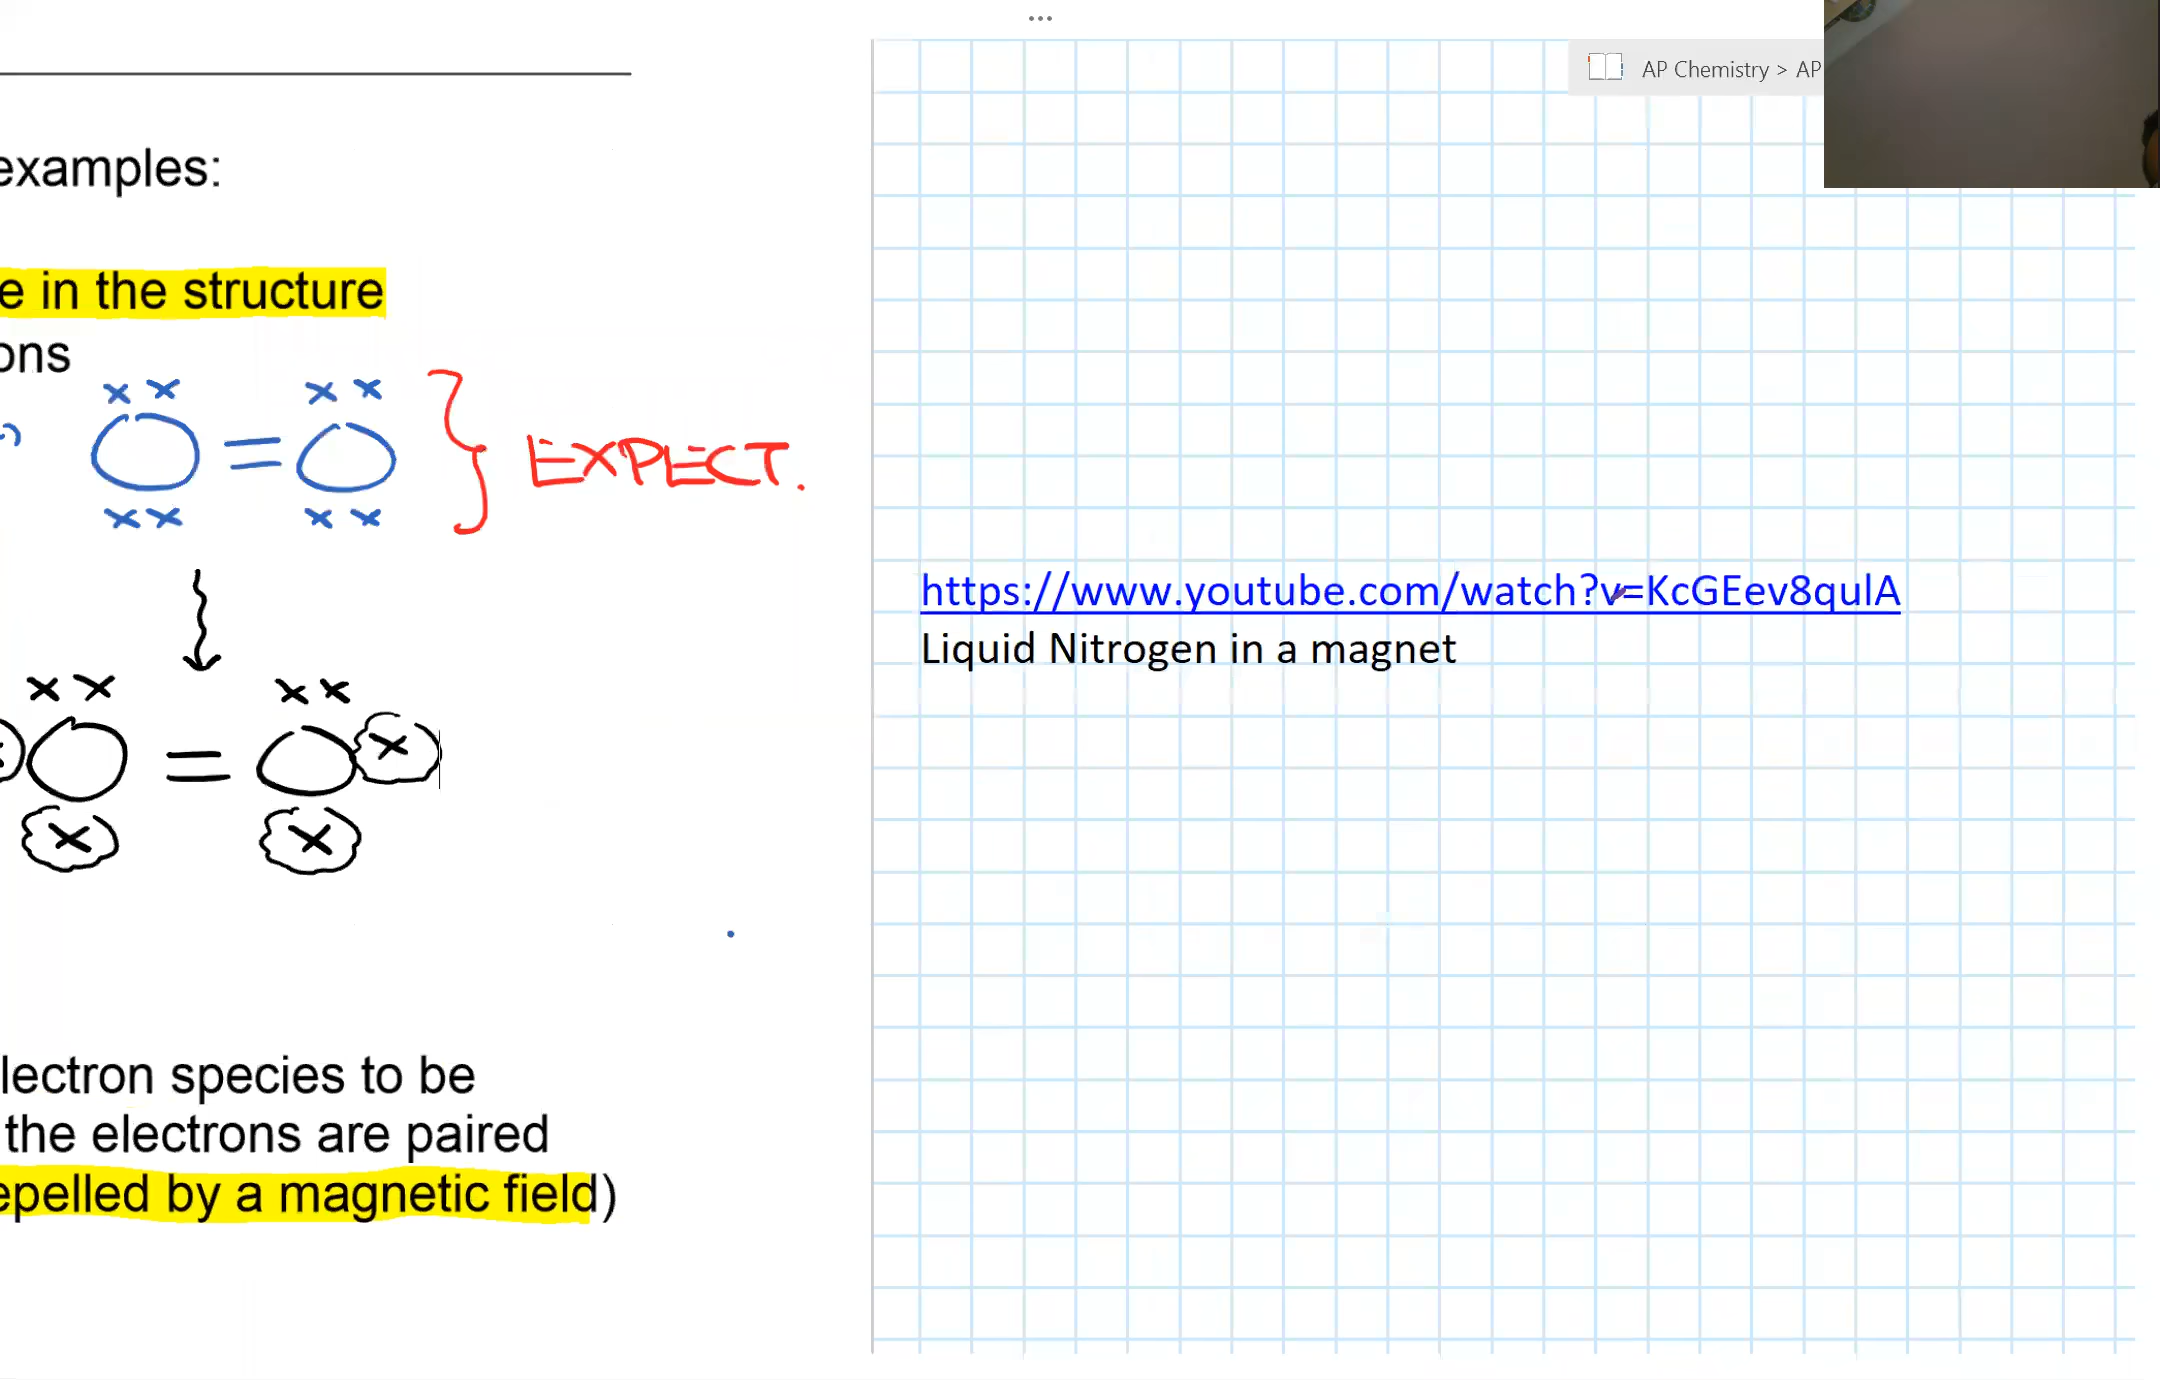 AP Chemistry > AP
examples:
e in the structure
ons
x x x x
O = O
x x x x
EXPECT.
x x x x
O = O x
x x
lectron species to be
the electrons are paired
epelled by a magnetic field)
https://www.youtube.com/watch?v=KcGEev8qulA
Liquid Nitrogen in a magnet